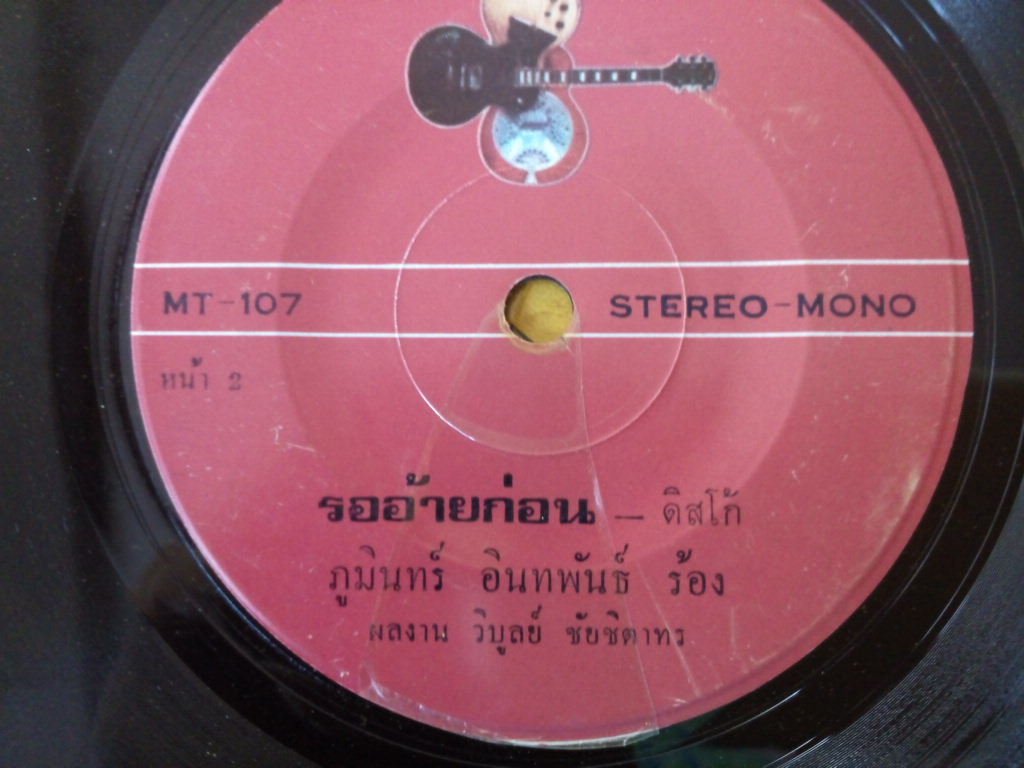 MT-107
STEREO-MONO
หน้า 2
รออ้ายก่อน – ดิสโก้
ภูมินทร์ อินทพันธ์ ร้อง
ผลงาน วิบูลย์ ชัยชิตาทร